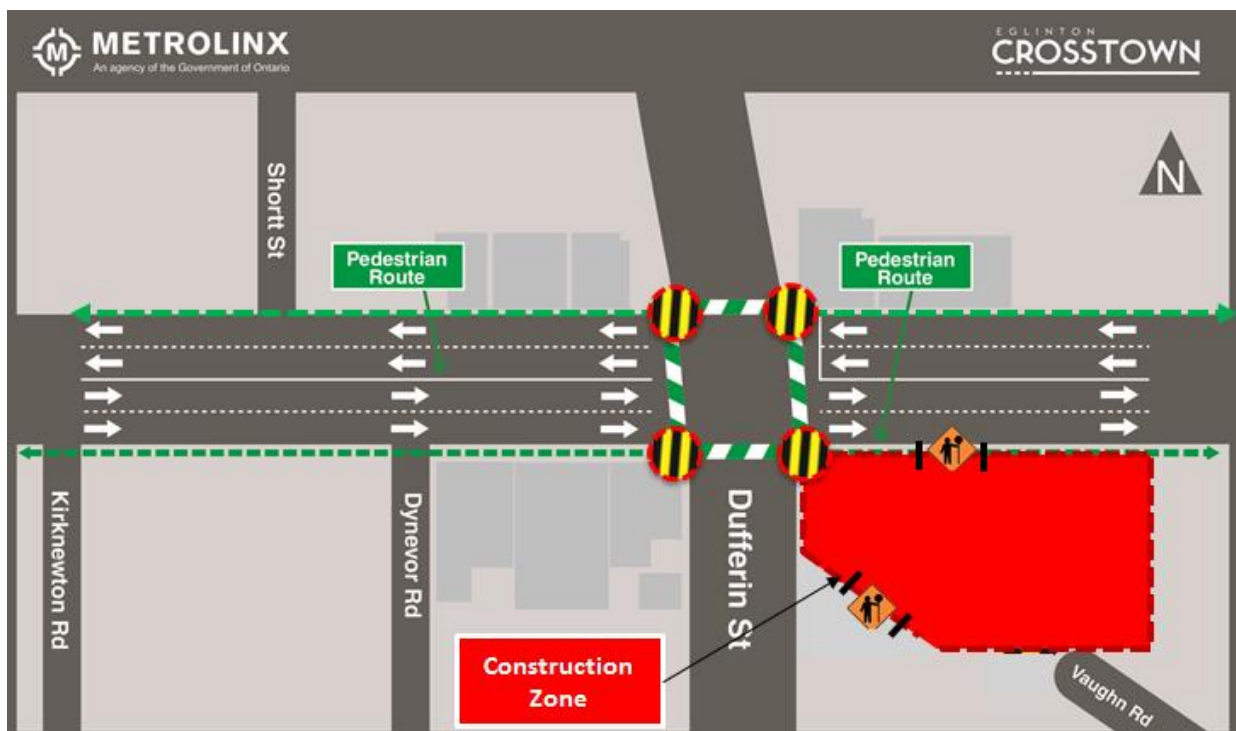 METROLINX
An agency of the Government of Ontario
EGLINTON
CROSSTOWN
N
Shortt St
Pedestrian
Route
Pedestrian
Route
Kirknewton Rd
Dynevor Rd
Dufferin St
Construction
Zone
Vaughn Rd